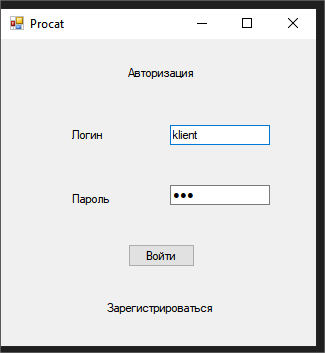 Procat
Авторизация
Логин klient
Пароль •••
Войти
Зарегистрироваться